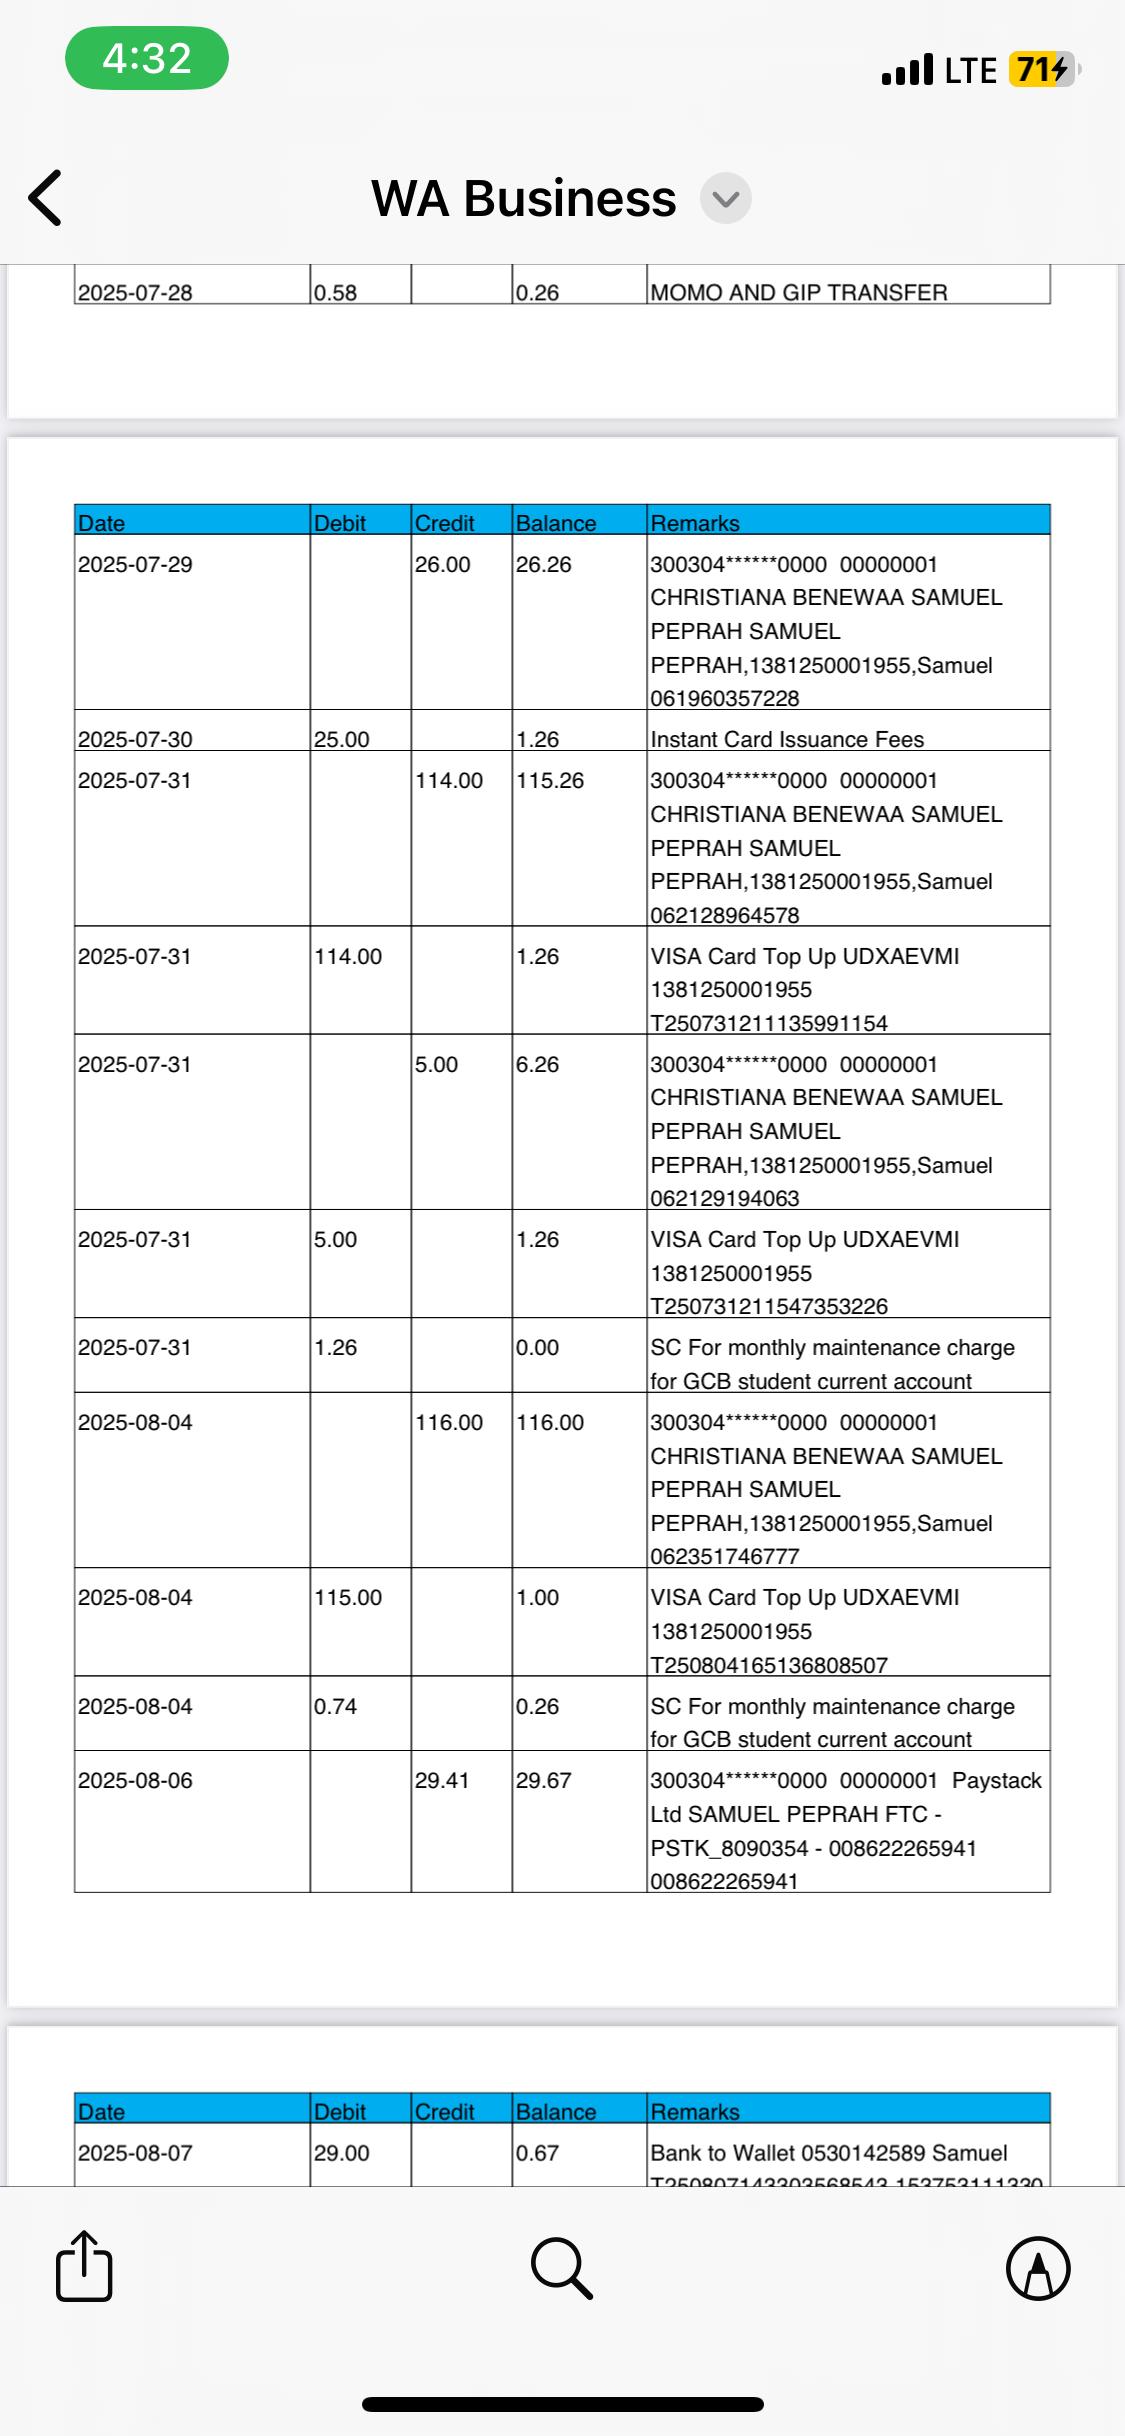 4:32
LTE 71
WA Business
2025-07-28 0.58 0.26 MOMO AND GIP TRANSFER
Date Debit Credit Balance Remarks
2025-07-29 26.00 26.26 300304******0000 00000001
CHRISTIANA BENEWAA SAMUEL
PEPRAH SAMUEL
PEPRAH,1381250001955,Samuel
061960357228
2025-07-30 25.00 1.26 Instant Card Issuance Fees
2025-07-31 114.00 115.26 300304******0000 00000001
CHRISTIANA BENEWAA SAMUEL
PEPRAH SAMUEL
PEPRAH,1381250001955,Samuel
062128964578
2025-07-31 114.00 1.26 VISA Card Top Up UDXAEVMI
1381250001955
T250731211135991154
2025-07-31 5.00 6.26 300304******0000 00000001
CHRISTIANA BENEWAA SAMUEL
PEPRAH SAMUEL
PEPRAH,1381250001955,Samuel
062129194063
2025-07-31 5.00 1.26 VISA Card Top Up UDXAEVMI
1381250001955
T250731211547353226
2025-07-31 1.26 0.00 SC For monthly maintenance charge
for GCB student current account
2025-08-04 116.00 116.00 300304******0000 00000001
CHRISTIANA BENEWAA SAMUEL
PEPRAH SAMUEL
PEPRAH,1381250001955,Samuel
062351746777
2025-08-04 115.00 1.00 VISA Card Top Up UDXAEVMI
1381250001955
T250804165136808507
2025-08-04 0.74 0.26 SC For monthly maintenance charge
for GCB student current account
2025-08-06 29.41 29.67 300304******0000 00000001 Paystack
Ltd SAMUEL PEPRAH FTC -
PSTK_8090354 - 008622265941
008622265941
Date Debit Credit Balance Remarks
2025-08-07 29.00 0.67 Bank to Wallet 0530142589 Samuel